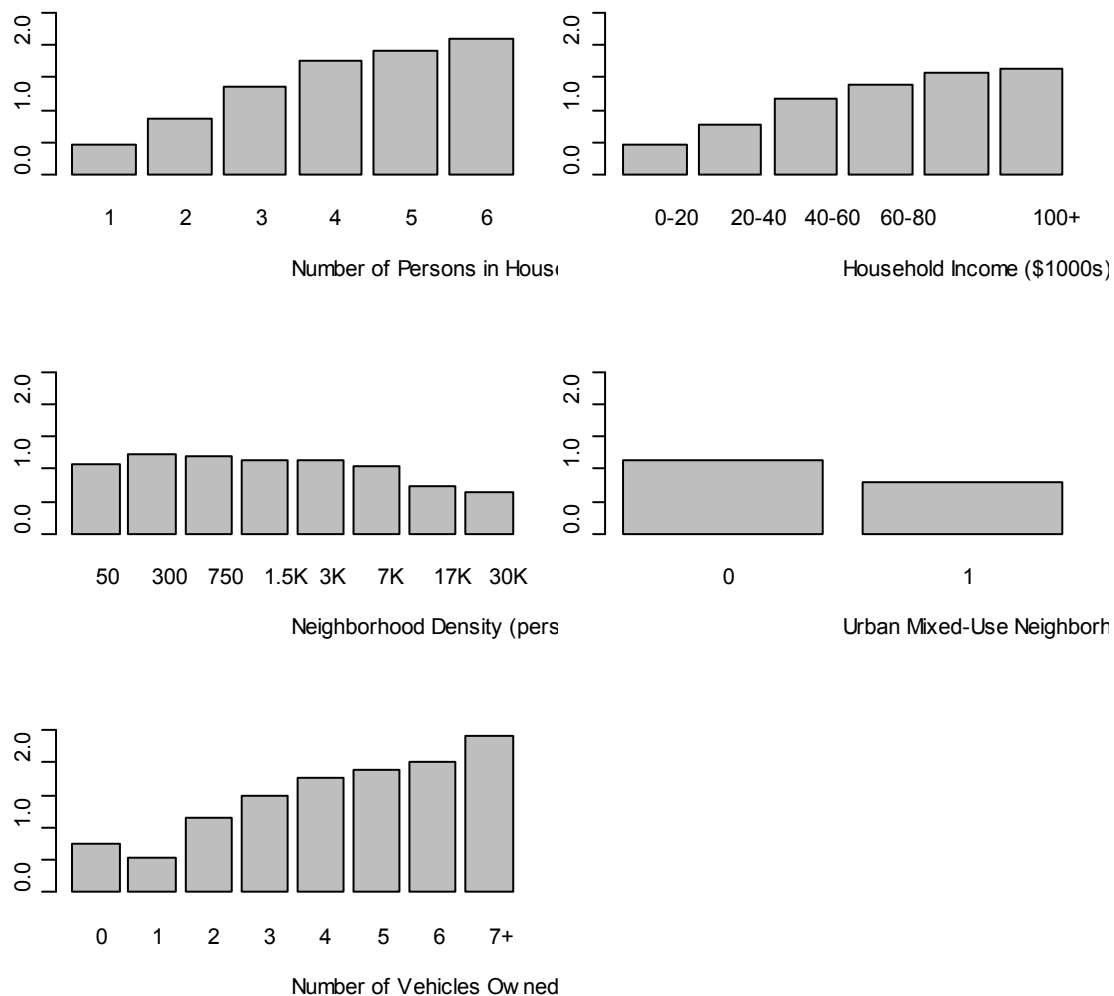 2.0
1.0
0.0
1 2 3 4 5 6
Number of Persons in House
2.0
1.0
0.0
0-20 20-40 40-60 60-80 100+
Household Income ($1000s)
2.0
1.0
0.0
50 300 750 1.5K 3K 7K 17K 30K
Neighborhood Density (pers
2.0
1.0
0.0
0 1
Urban Mixed-Use Neighborh
2.0
1.0
0.0
0 1 2 3 4 5 6 7+
Number of Vehicles Owned